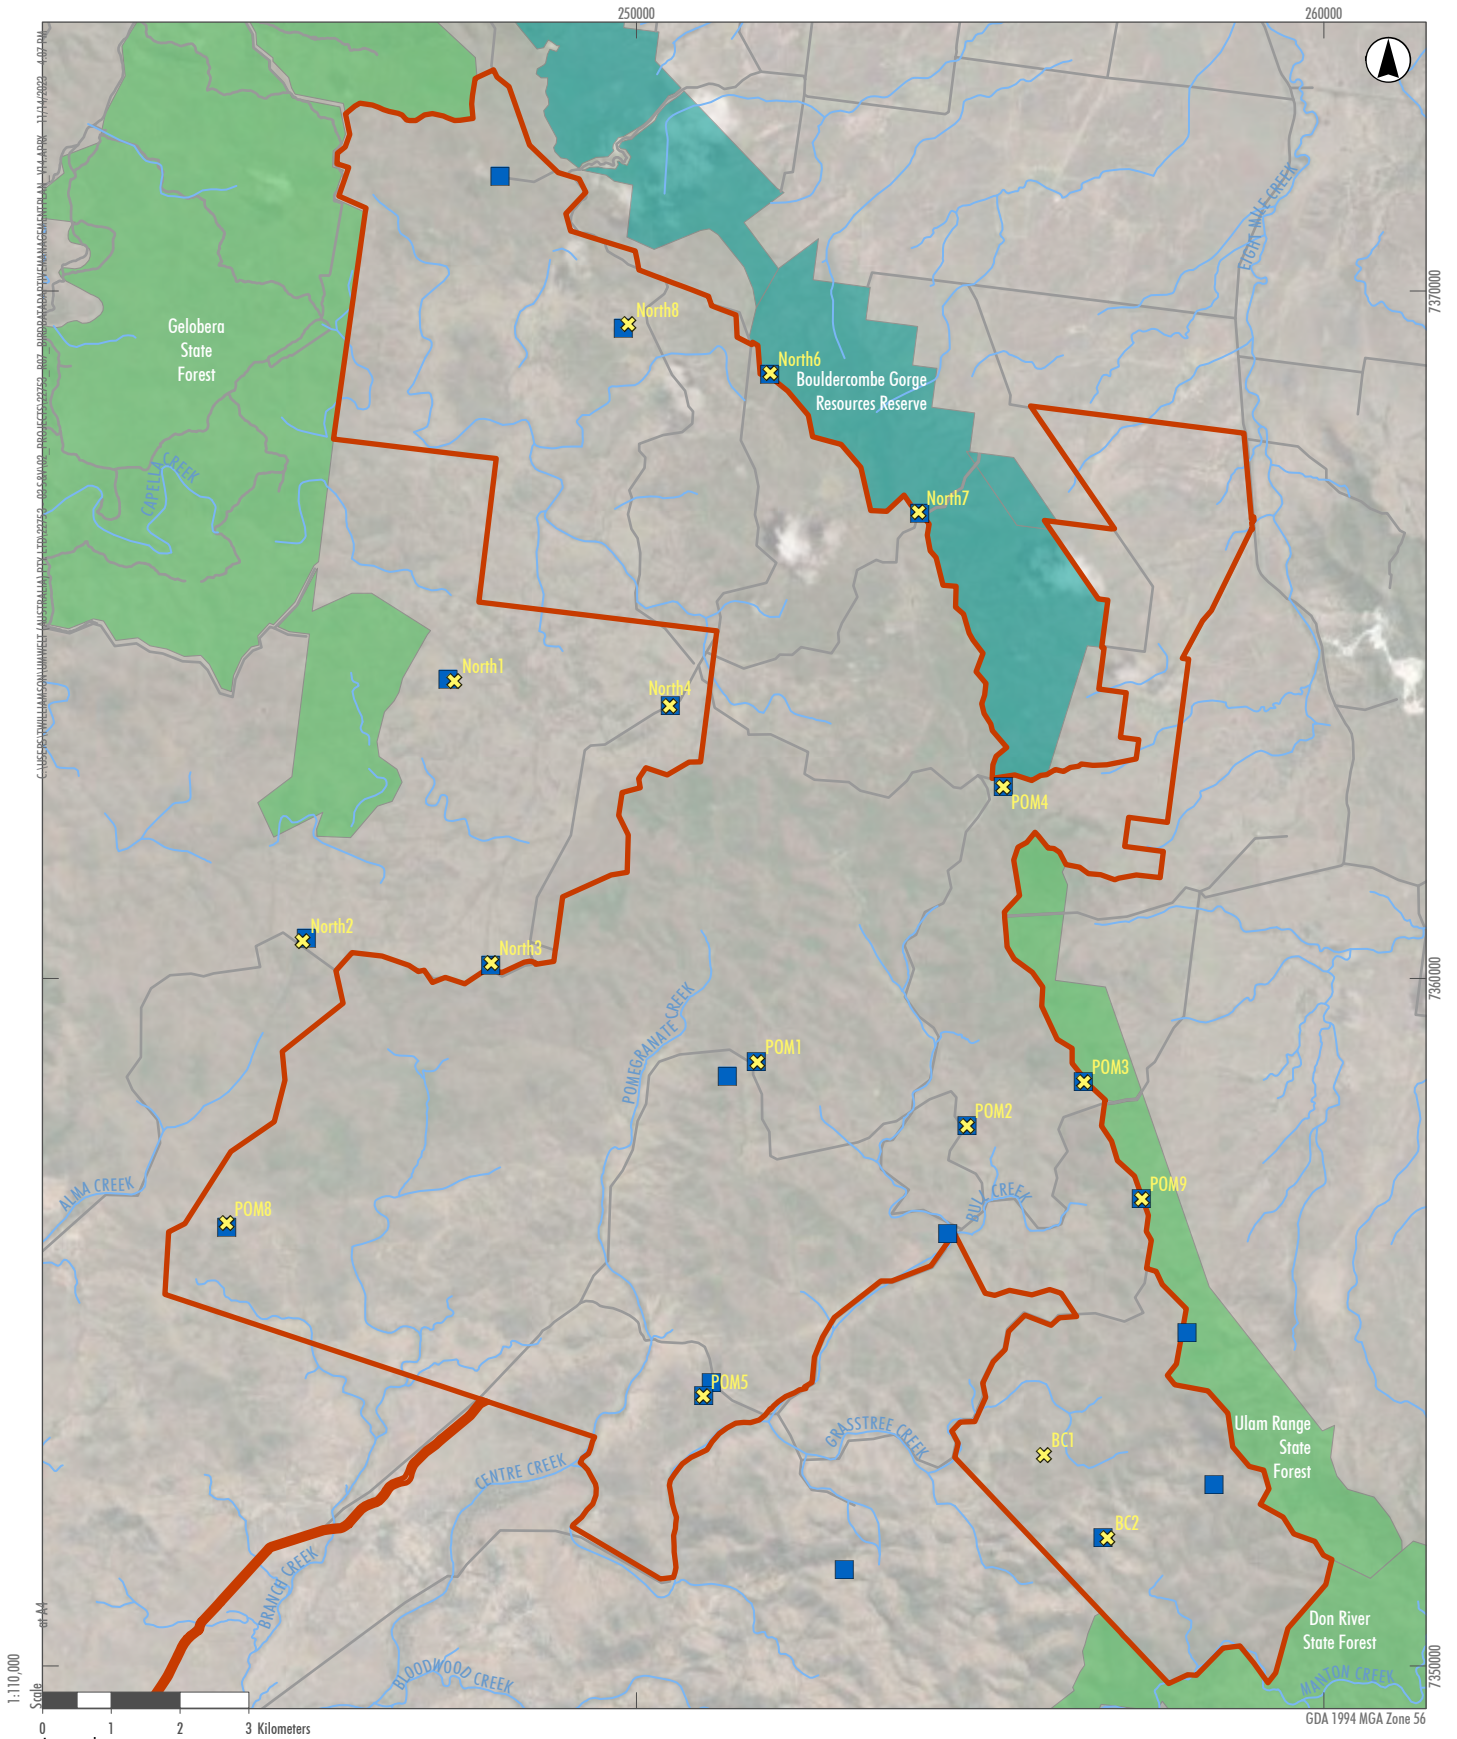 250000
260000
7370000
7360000
7350000
EIGHT MILE CREEK
North8
Gelobera
State
Forest
North6
Bouldercombe Gorge
Resources Reserve
CAPELLA CREEK
North7
North1
North4
POM4
North2
North3
POMEGRANATE CREEK
POM1
POM3
POM2
ALMA CREEK
POM9
BULL CREEK
POM8
POM5
GRASSTREE CREEK
BC1
Ulam Range
State
Forest
CENTRE CREEK
BC2
BRANCH CREEK
Don River
State Forest
BLOODWOOD CREEK
MANTON CREEK
Scale 1:110,000 at A4
0 1 2 3 Kilometers
GDA 1994 MGA Zone 56